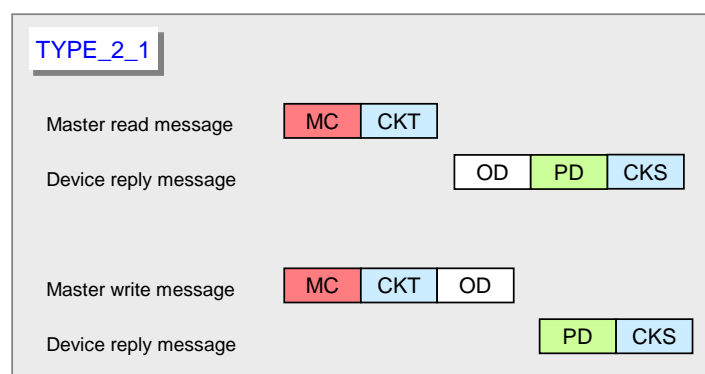 TYPE_2_1
Master read message MC CKT
Device reply message OD PD CKS
Master write message MC CKT OD
Device reply message PD CKS